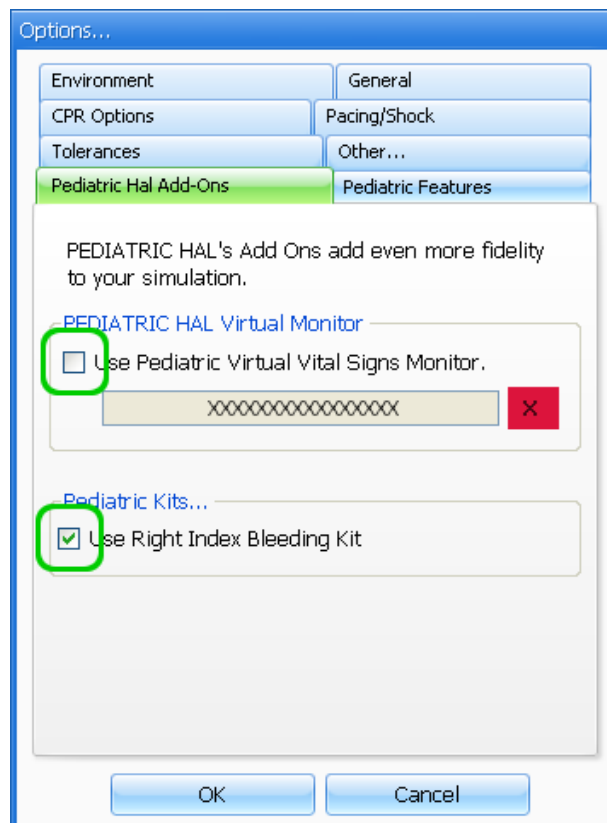 Options...
Environment
General
CPR Options
Pacing/Shock
Tolerances
Other...
Pediatric Hal Add-Ons
Pediatric Features
PEDIATRIC HAL's Add Ons add even more fidelity
to your simulation.
PEDIATRIC HAL Virtual Monitor
Use Pediatric Virtual Vital Signs Monitor.
XXXXXXXXXXXXXXXXX
X
Pediatric Kits...
Use Right Index Bleeding Kit
OK
Cancel